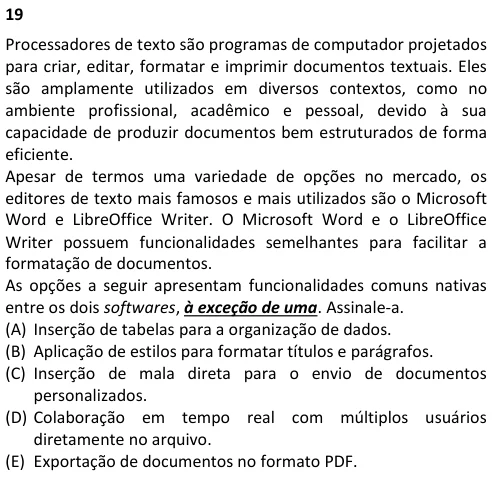 19
Processadores de texto são programas de computador projetados
para criar, editar, formatar e imprimir documentos textuais. Eles
são amplamente utilizados em diversos contextos, como no
ambiente profissional, acadêmico e pessoal, devido à sua
capacidade de produzir documentos bem estruturados de forma
eficiente.
Apesar de termos uma variedade de opções no mercado, os
editores de texto mais famosos e mais utilizados são o Microsoft
Word e LibreOffice Writer. O Microsoft Word e o LibreOffice
Writer possuem funcionalidades semelhantes para facilitar a
formatação de documentos.
As opções a seguir apresentam funcionalidades comuns nativas
entre os dois softwares, à exceção de uma. Assinale-a.
(A) Inserção de tabelas para a organização de dados.
(B) Aplicação de estilos para formatar títulos e parágrafos.
(C) Inserção de mala direta para o envio de documentos
personalizados.
(D) Colaboração em tempo real com múltiplos usuários
diretamente no arquivo.
(E) Exportação de documentos no formato PDF.